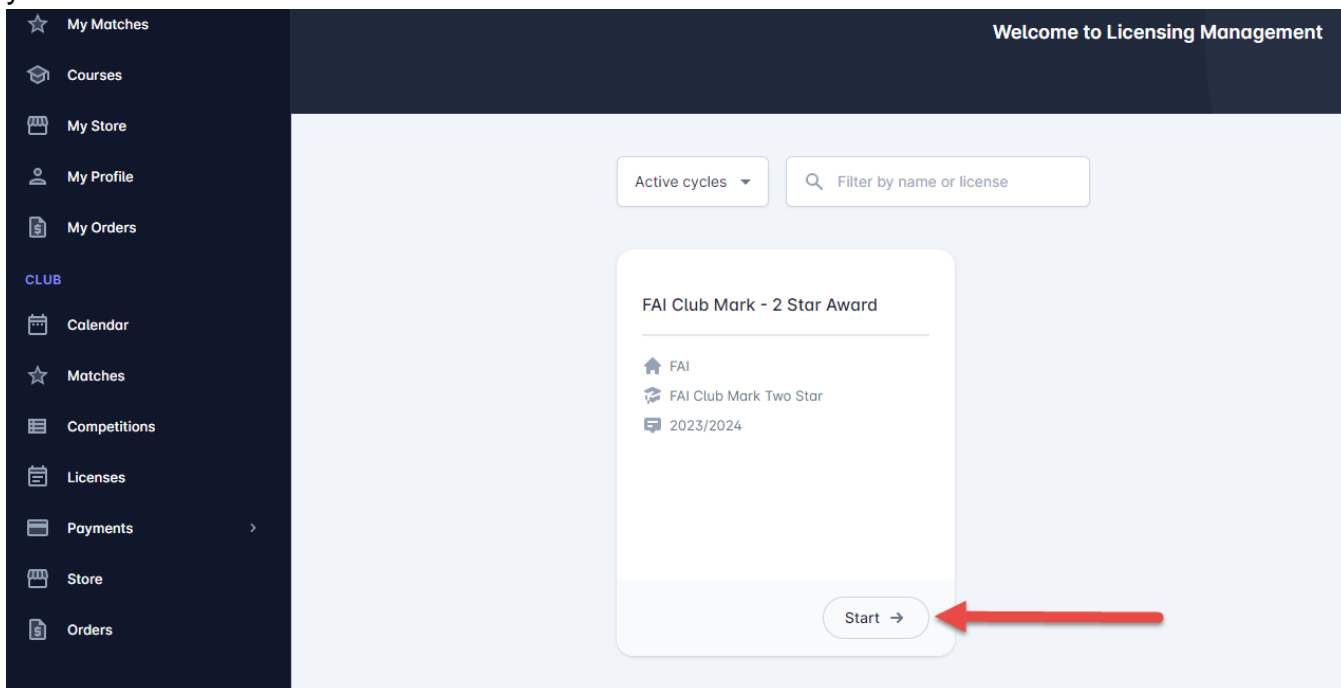 My Matches
Courses
My Store
My Profile
My Orders
CLUB
Calendar
Matches
Competitions
Licenses
Payments
Store
Orders
Welcome to Licensing Management
Active cycles
Filter by name or license
FAI Club Mark - 2 Star Award
FAI
FAI Club Mark Two Star
2023/2024
Start